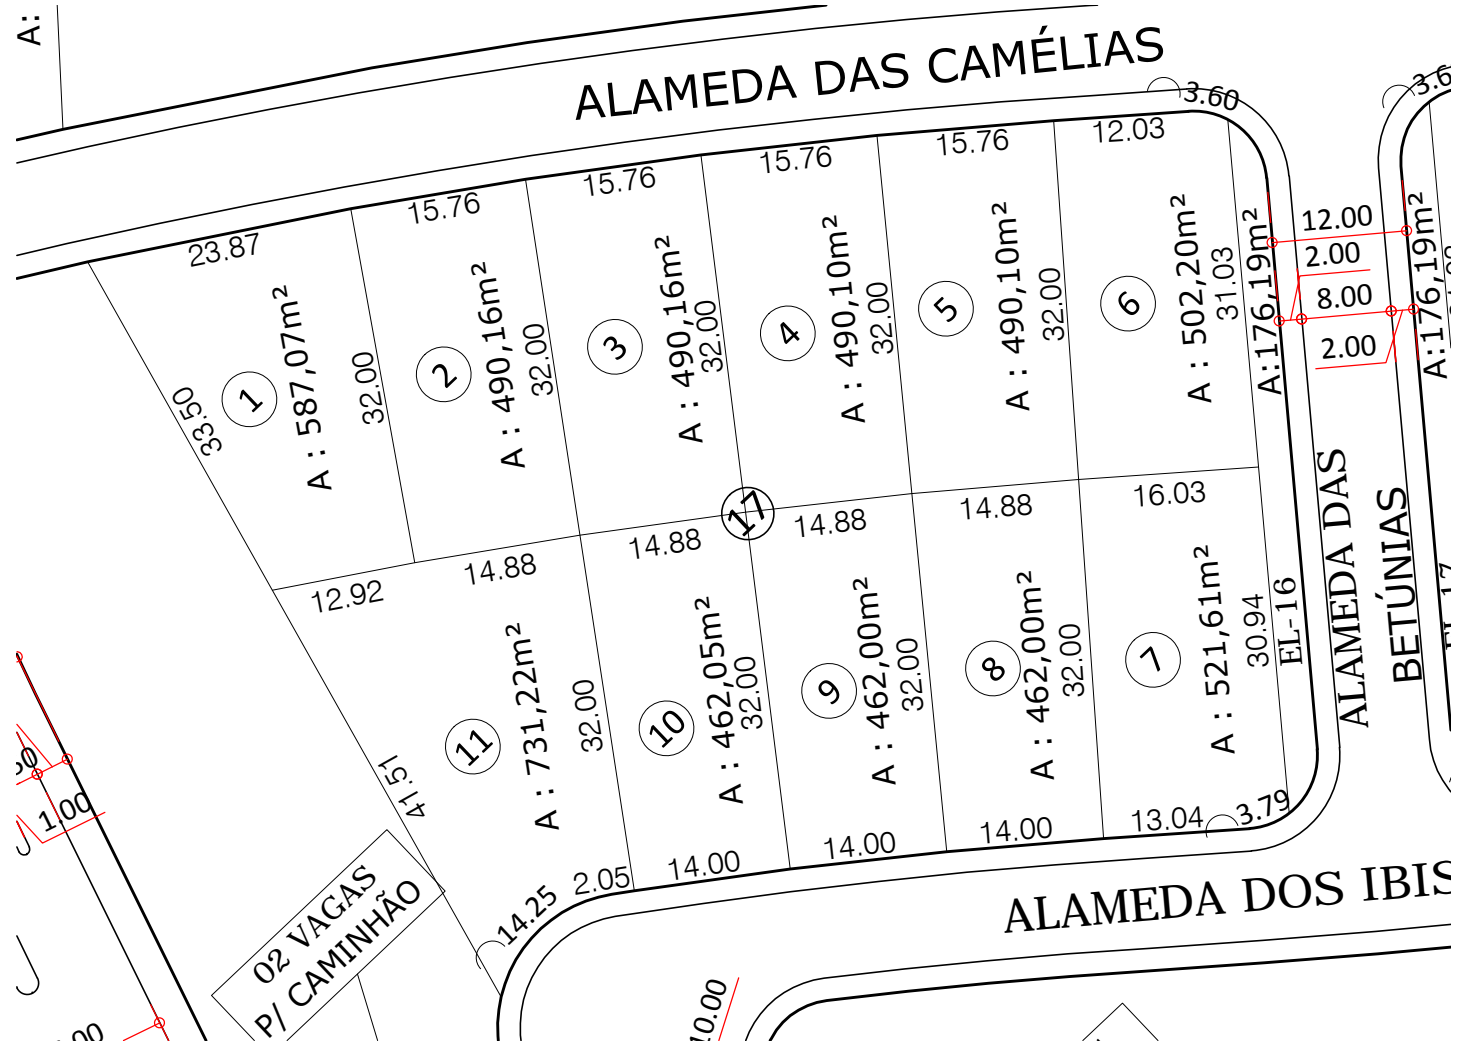 A:
ALAMEDA DAS CAMÉLIAS
3.60
23.87
15.76
15.76
15.76
15.76
12.03
33.50
1
A : 587,07m²
32.00
2
A : 490,16m²
32.00
3
A : 490,16m²
32.00
4
A : 490,10m²
32.00
5
A : 490,10m²
32.00
6
A : 502,20m²
31.03
A:176,19m²
12.00
2.00
8.00
2.00
A:176,19m²
17
12.92
14.88
14.88
14.88
14.88
16.03
41.51
11
A : 731,22m²
32.00
10
A : 462,05m²
32.00
9
A : 462,00m²
32.00
8
A : 462,00m²
32.00
7
A : 521,61m²
30.94
EL-16
ALAMEDA DAS
BETÚNIAS
14.25
2.05
14.00
14.00
14.00
13.04
3.79
ALAMEDA DOS IBIS
1.00
02 VAGAS
P/ CAMINHÃO
10.00